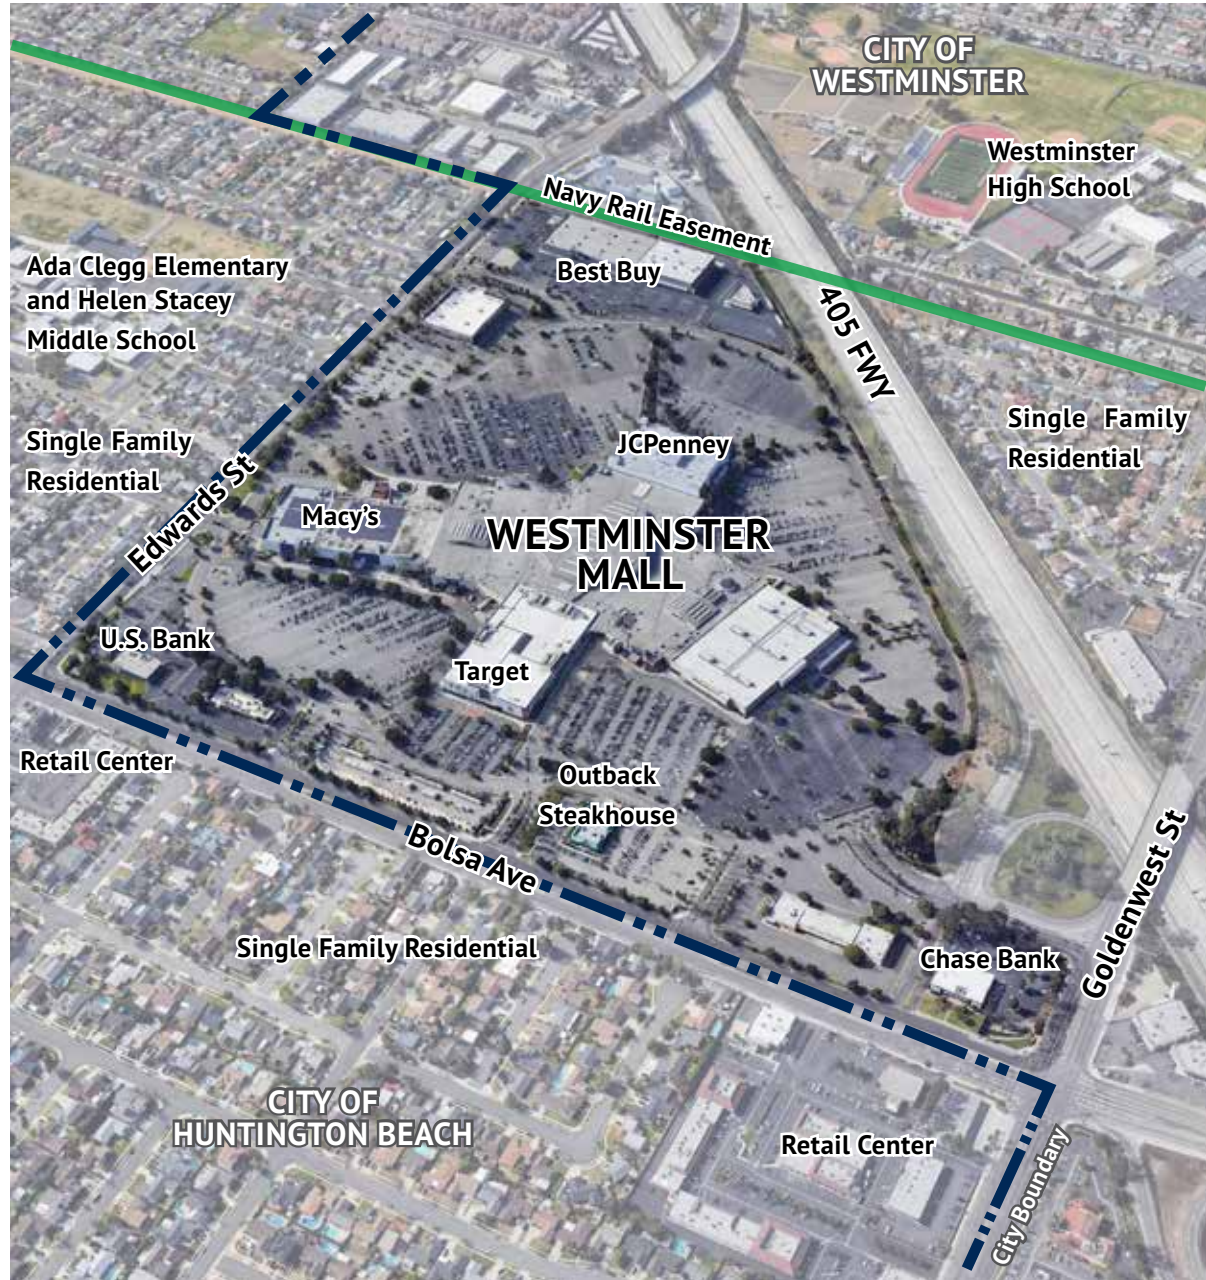 CITY OF
WESTMINSTER
Westminster
High School
Navy Rail Easement
Best Buy
Ada Clegg Elementary
and Helen Stacey
Middle School
405 FWY
Single Family
Residential
JCPenney
Single Family
Residential
Edwards St
Macy's
WESTMINSTER
MALL
U.S. Bank
Target
Retail Center
Outback
Steakhouse
Bolsa Ave
Goldenwest St
Single Family Residential
Chase Bank
CITY OF
HUNTINGTON BEACH
Retail Center
City Boundary